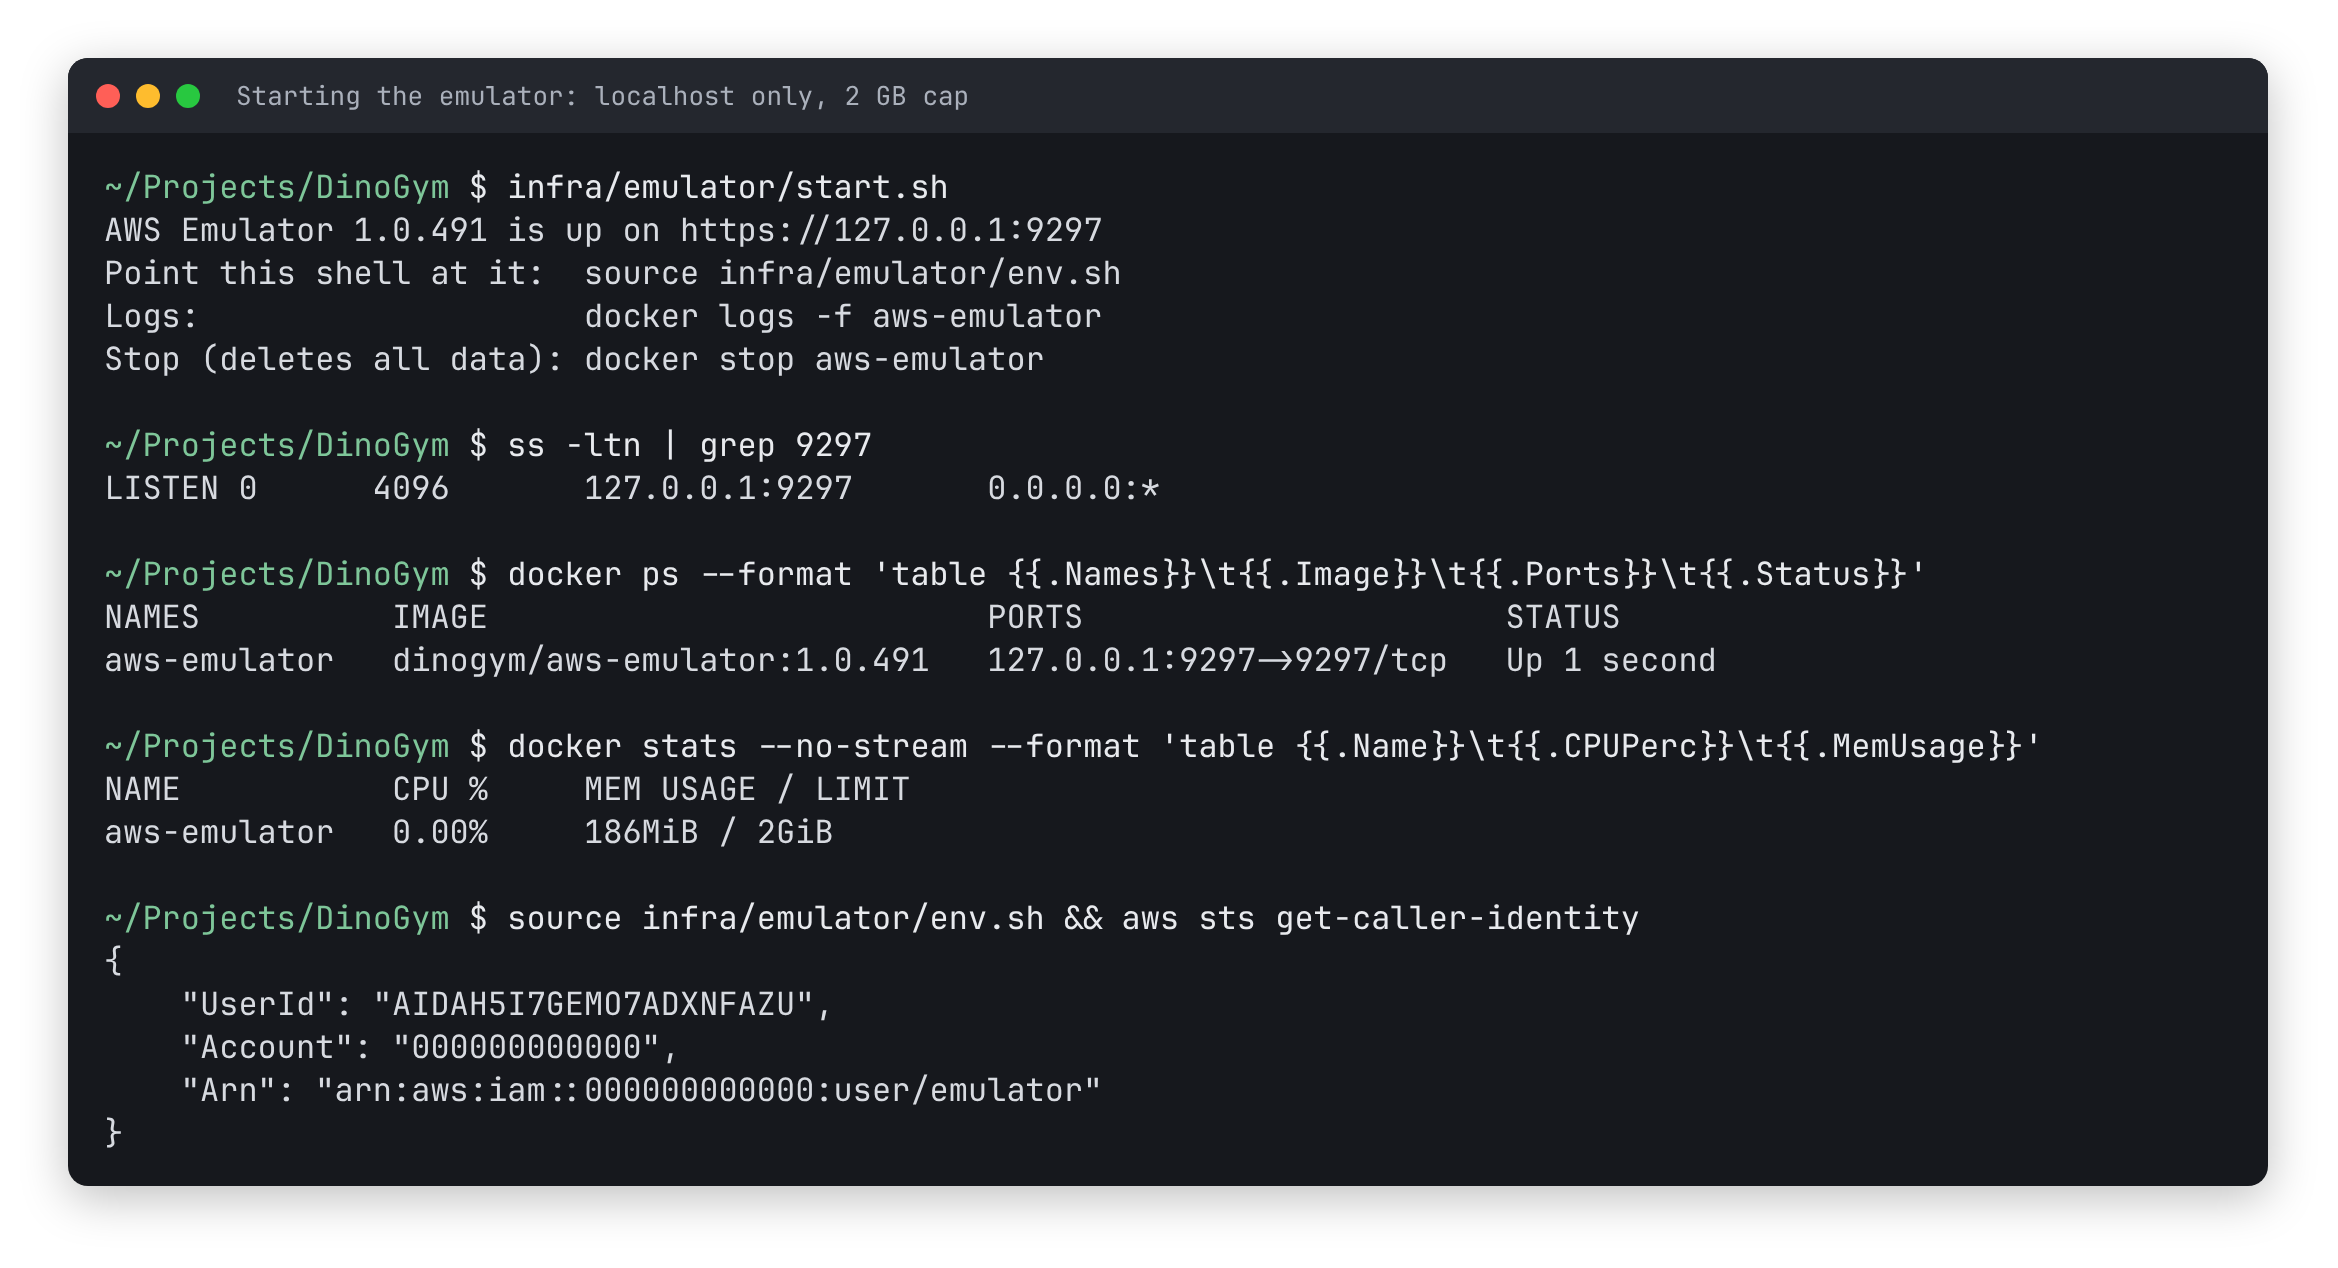 Starting the emulator: localhost only, 2 GB cap
~/Projects/DinoGym $ infra/emulator/start.sh
AWS Emulator 1.0.491 is up on https://127.0.0.1:9297
Point this shell at it:  source infra/emulator/env.sh
Logs:                    docker logs -f aws-emulator
Stop (deletes all data): docker stop aws-emulator
~/Projects/DinoGym $ ss -ltn | grep 9297
LISTEN 0      4096       127.0.0.1:9297       0.0.0.0:*
~/Projects/DinoGym $ docker ps --format 'table {{.Names}}\t{{.Image}}\t{{.Ports}}\t{{.Status}}'
NAMES          IMAGE                          PORTS                      STATUS
aws-emulator   dinogym/aws-emulator:1.0.491   127.0.0.1:9297->9297/tcp   Up 1 second
~/Projects/DinoGym $ docker stats --no-stream --format 'table {{.Name}}\t{{.CPUPerc}}\t{{.MemUsage}}'
NAME           CPU %     MEM USAGE / LIMIT
aws-emulator   0.00%     186MiB / 2GiB
~/Projects/DinoGym $ source infra/emulator/env.sh && aws sts get-caller-identity
{
    "UserId": "AIDAH5I7GEMO7ADXNFAZU",
    "Account": "000000000000",
    "Arn": "arn:aws:iam::000000000000:user/emulator"
}